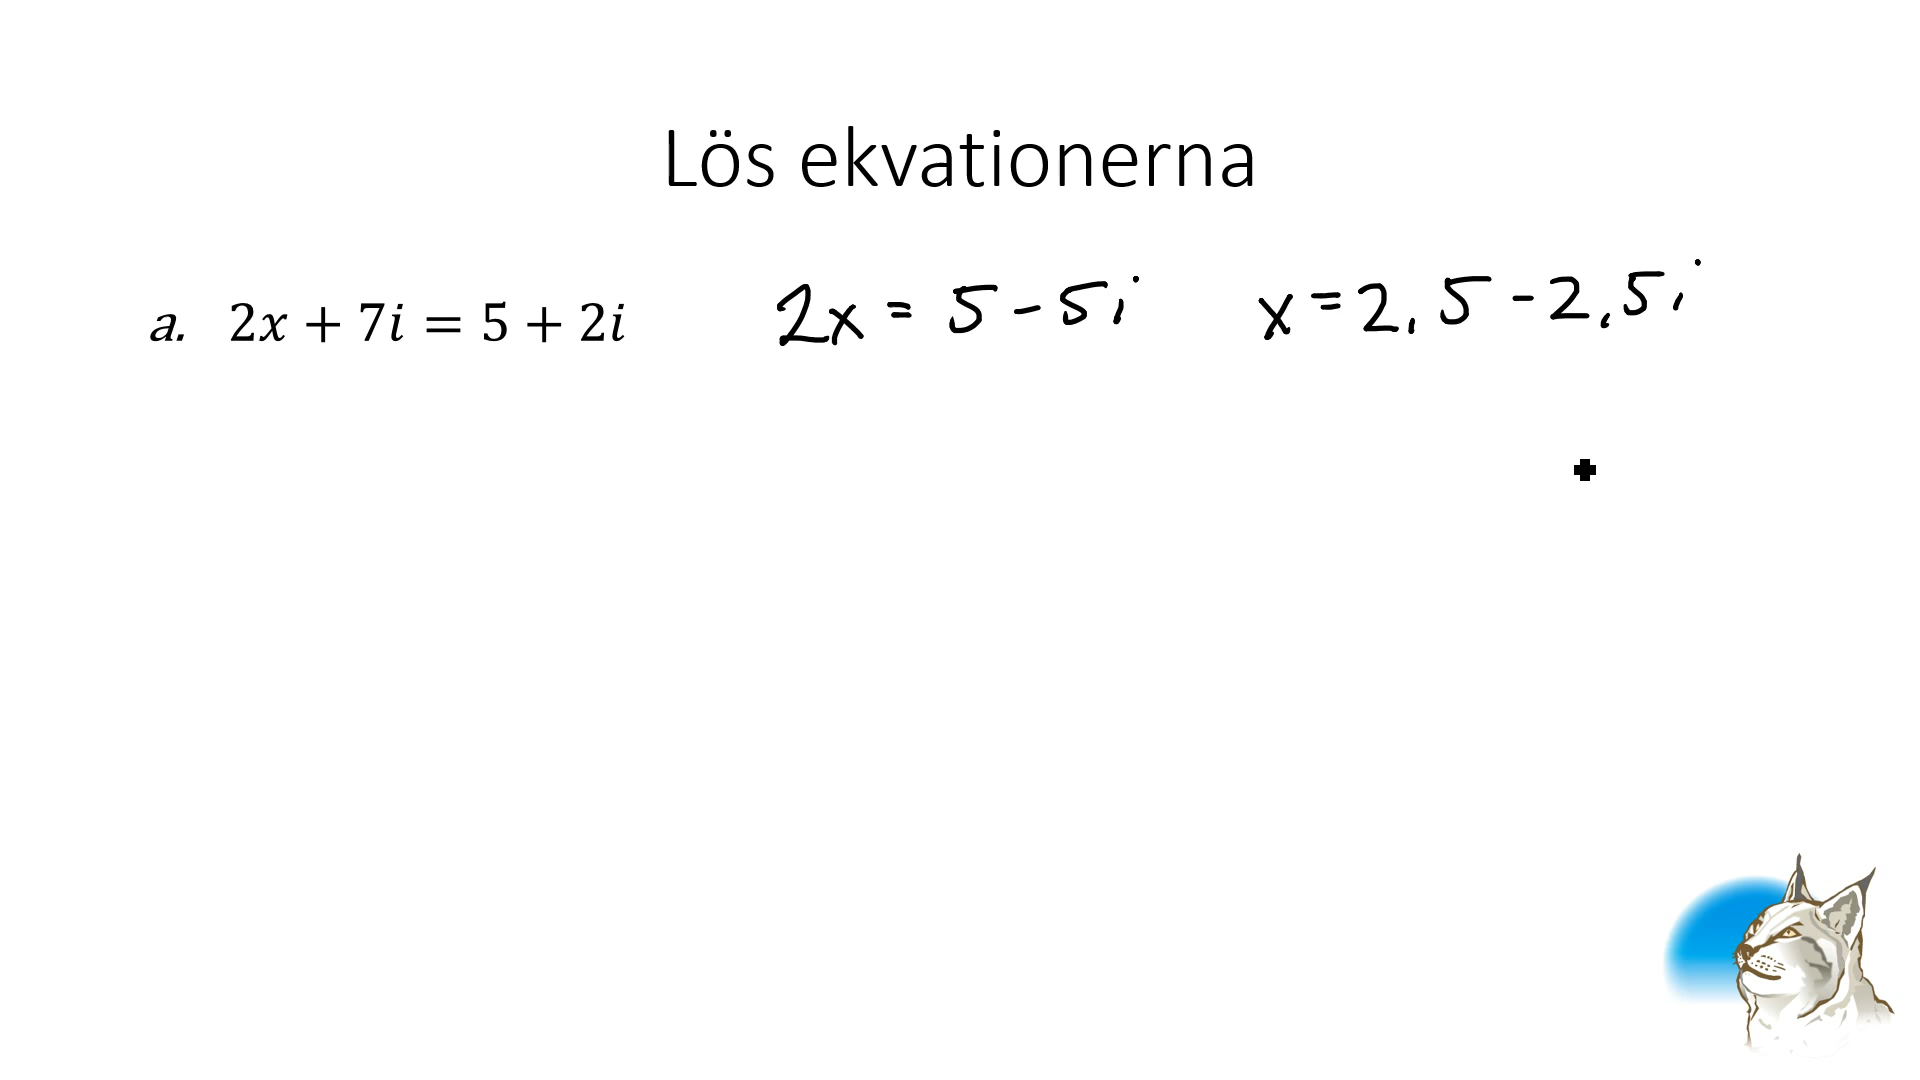 Lös ekvationerna
a. 2x + 7i = 5 + 2i 2x = 5 - 5i x = 2,5 - 2,5i